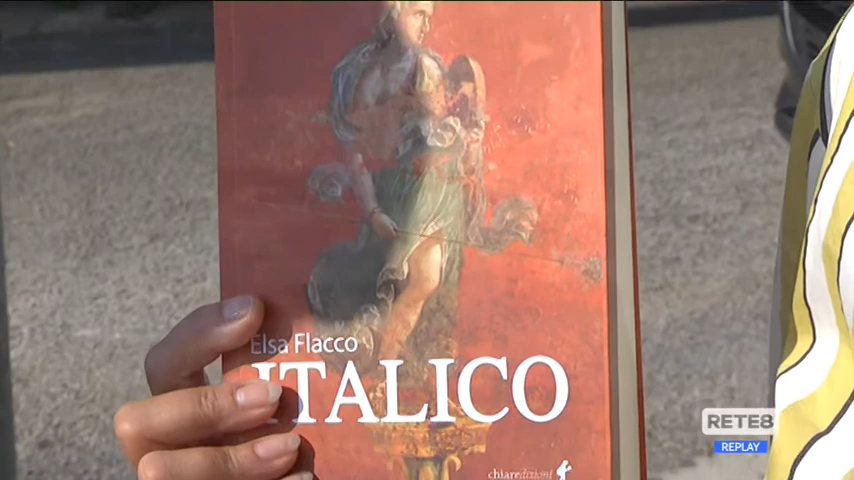 Elsa Flacco
ITALICO
chiaredizioni
RETE8
REPLAY